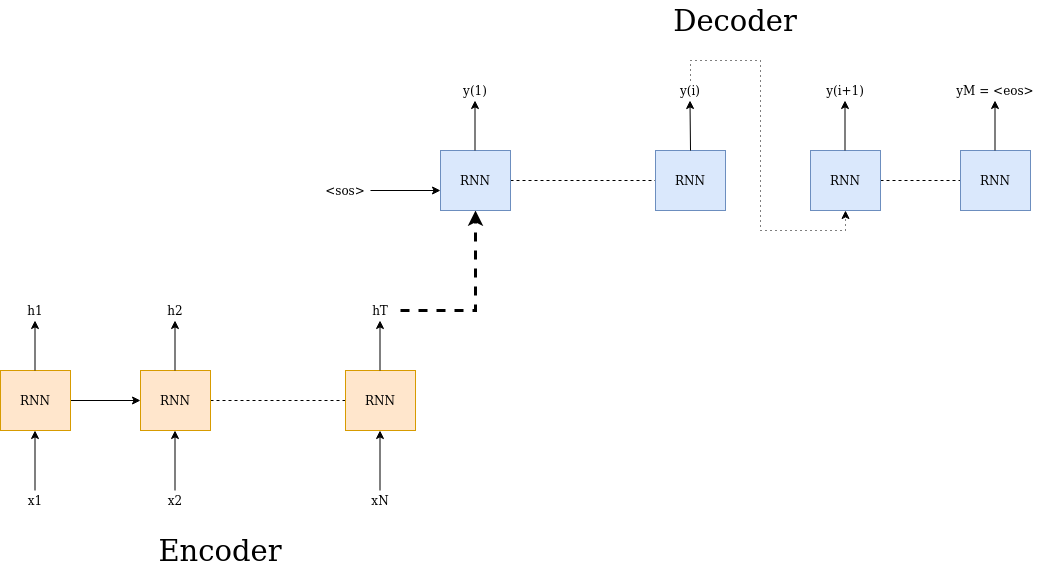 Decoder
y(1)
y(i)
y(i+1)
yM = <eos>
<sos>
RNN
RNN
RNN
RNN
h1
h2
hT
RNN
RNN
RNN
x1
x2
xN
Encoder